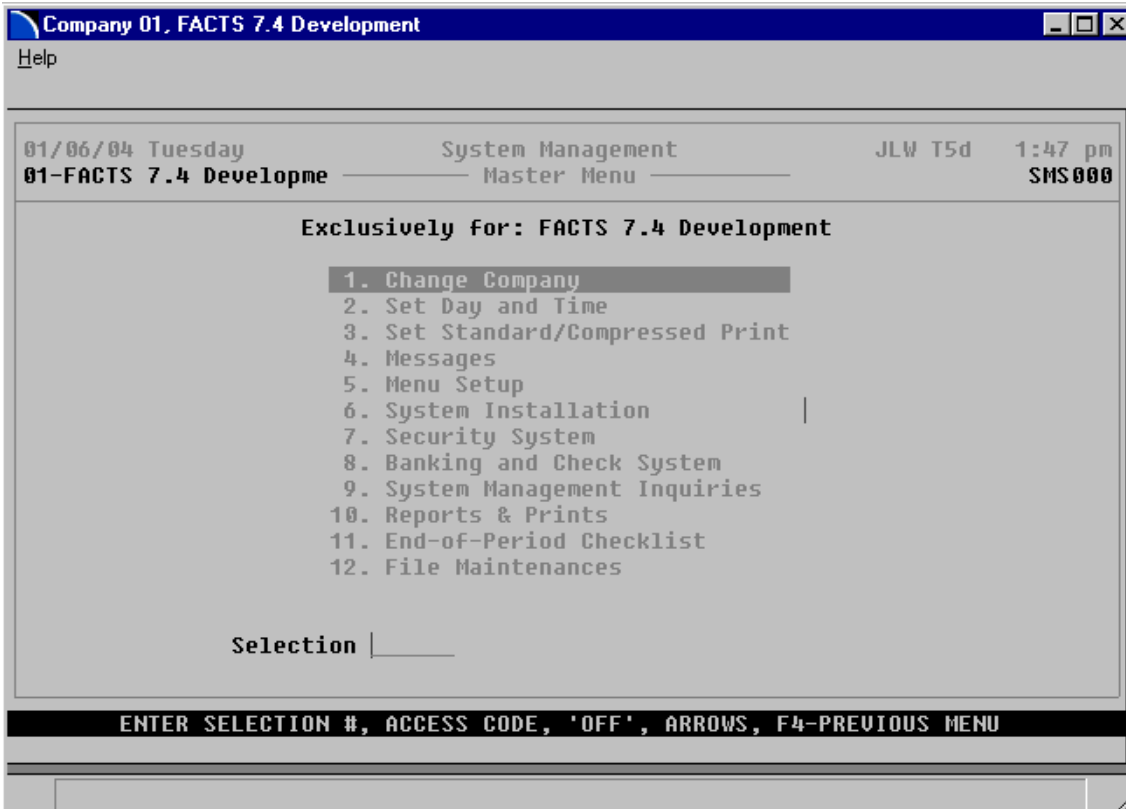 Company 01, FACTS 7.4 Development
Help
01/06/04 Tuesday System Management JLW T5d 1:47 pm
01-FACTS 7.4 Developme Master Menu SMS000
Exclusively for: FACTS 7.4 Development
1. Change Company
2. Set Day and Time
3. Set Standard/Compressed Print
4. Messages
5. Menu Setup
6. System Installation
7. Security System
8. Banking and Check System
9. System Management Inquiries
10. Reports & Prints
11. End-of-Period Checklist
12. File Maintenances
Selection
ENTER SELECTION #, ACCESS CODE, 'OFF', ARROWS, F4-PREVIOUS MENU